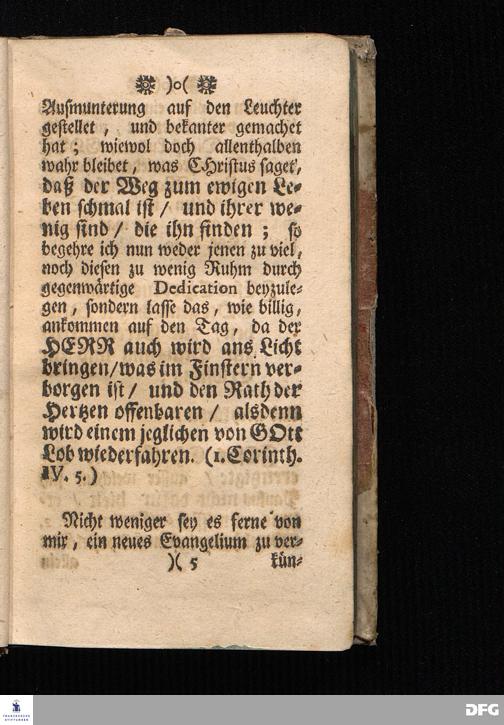 )o(
Aufmunterung auf den Leuchter
gestellet, und bekanter gemachet
hat; wiewol doch allenthalben
wahr bleibet, was CHristus saget,
daß der Weg zum ewigen Le-
ben schmal ist / und ihrer we-
nig sind / die ihn finden; so
begehre ich nun weder jenen zu viel,
noch diesen zu wenig Ruhm durch
gegenwärtige Dedication beyzule-
gen, sondern lasse das, wie billig,
ankommen auf den Tag, da der
HERR auch wird ans Licht
bringen / was im Finstern ver-
borgen ist / und den Rath der
Hertzen offenbaren / alsdenn
wird einem jeglichen von GOtt
Lob wiederfahren. (1. Corinth.
IV. 5.)
Nicht weniger sey es ferne von
mir, ein neues Evangelium zu ver-
)( 5 kün-
FRANCKESCHE STIFTUNGEN
DFG